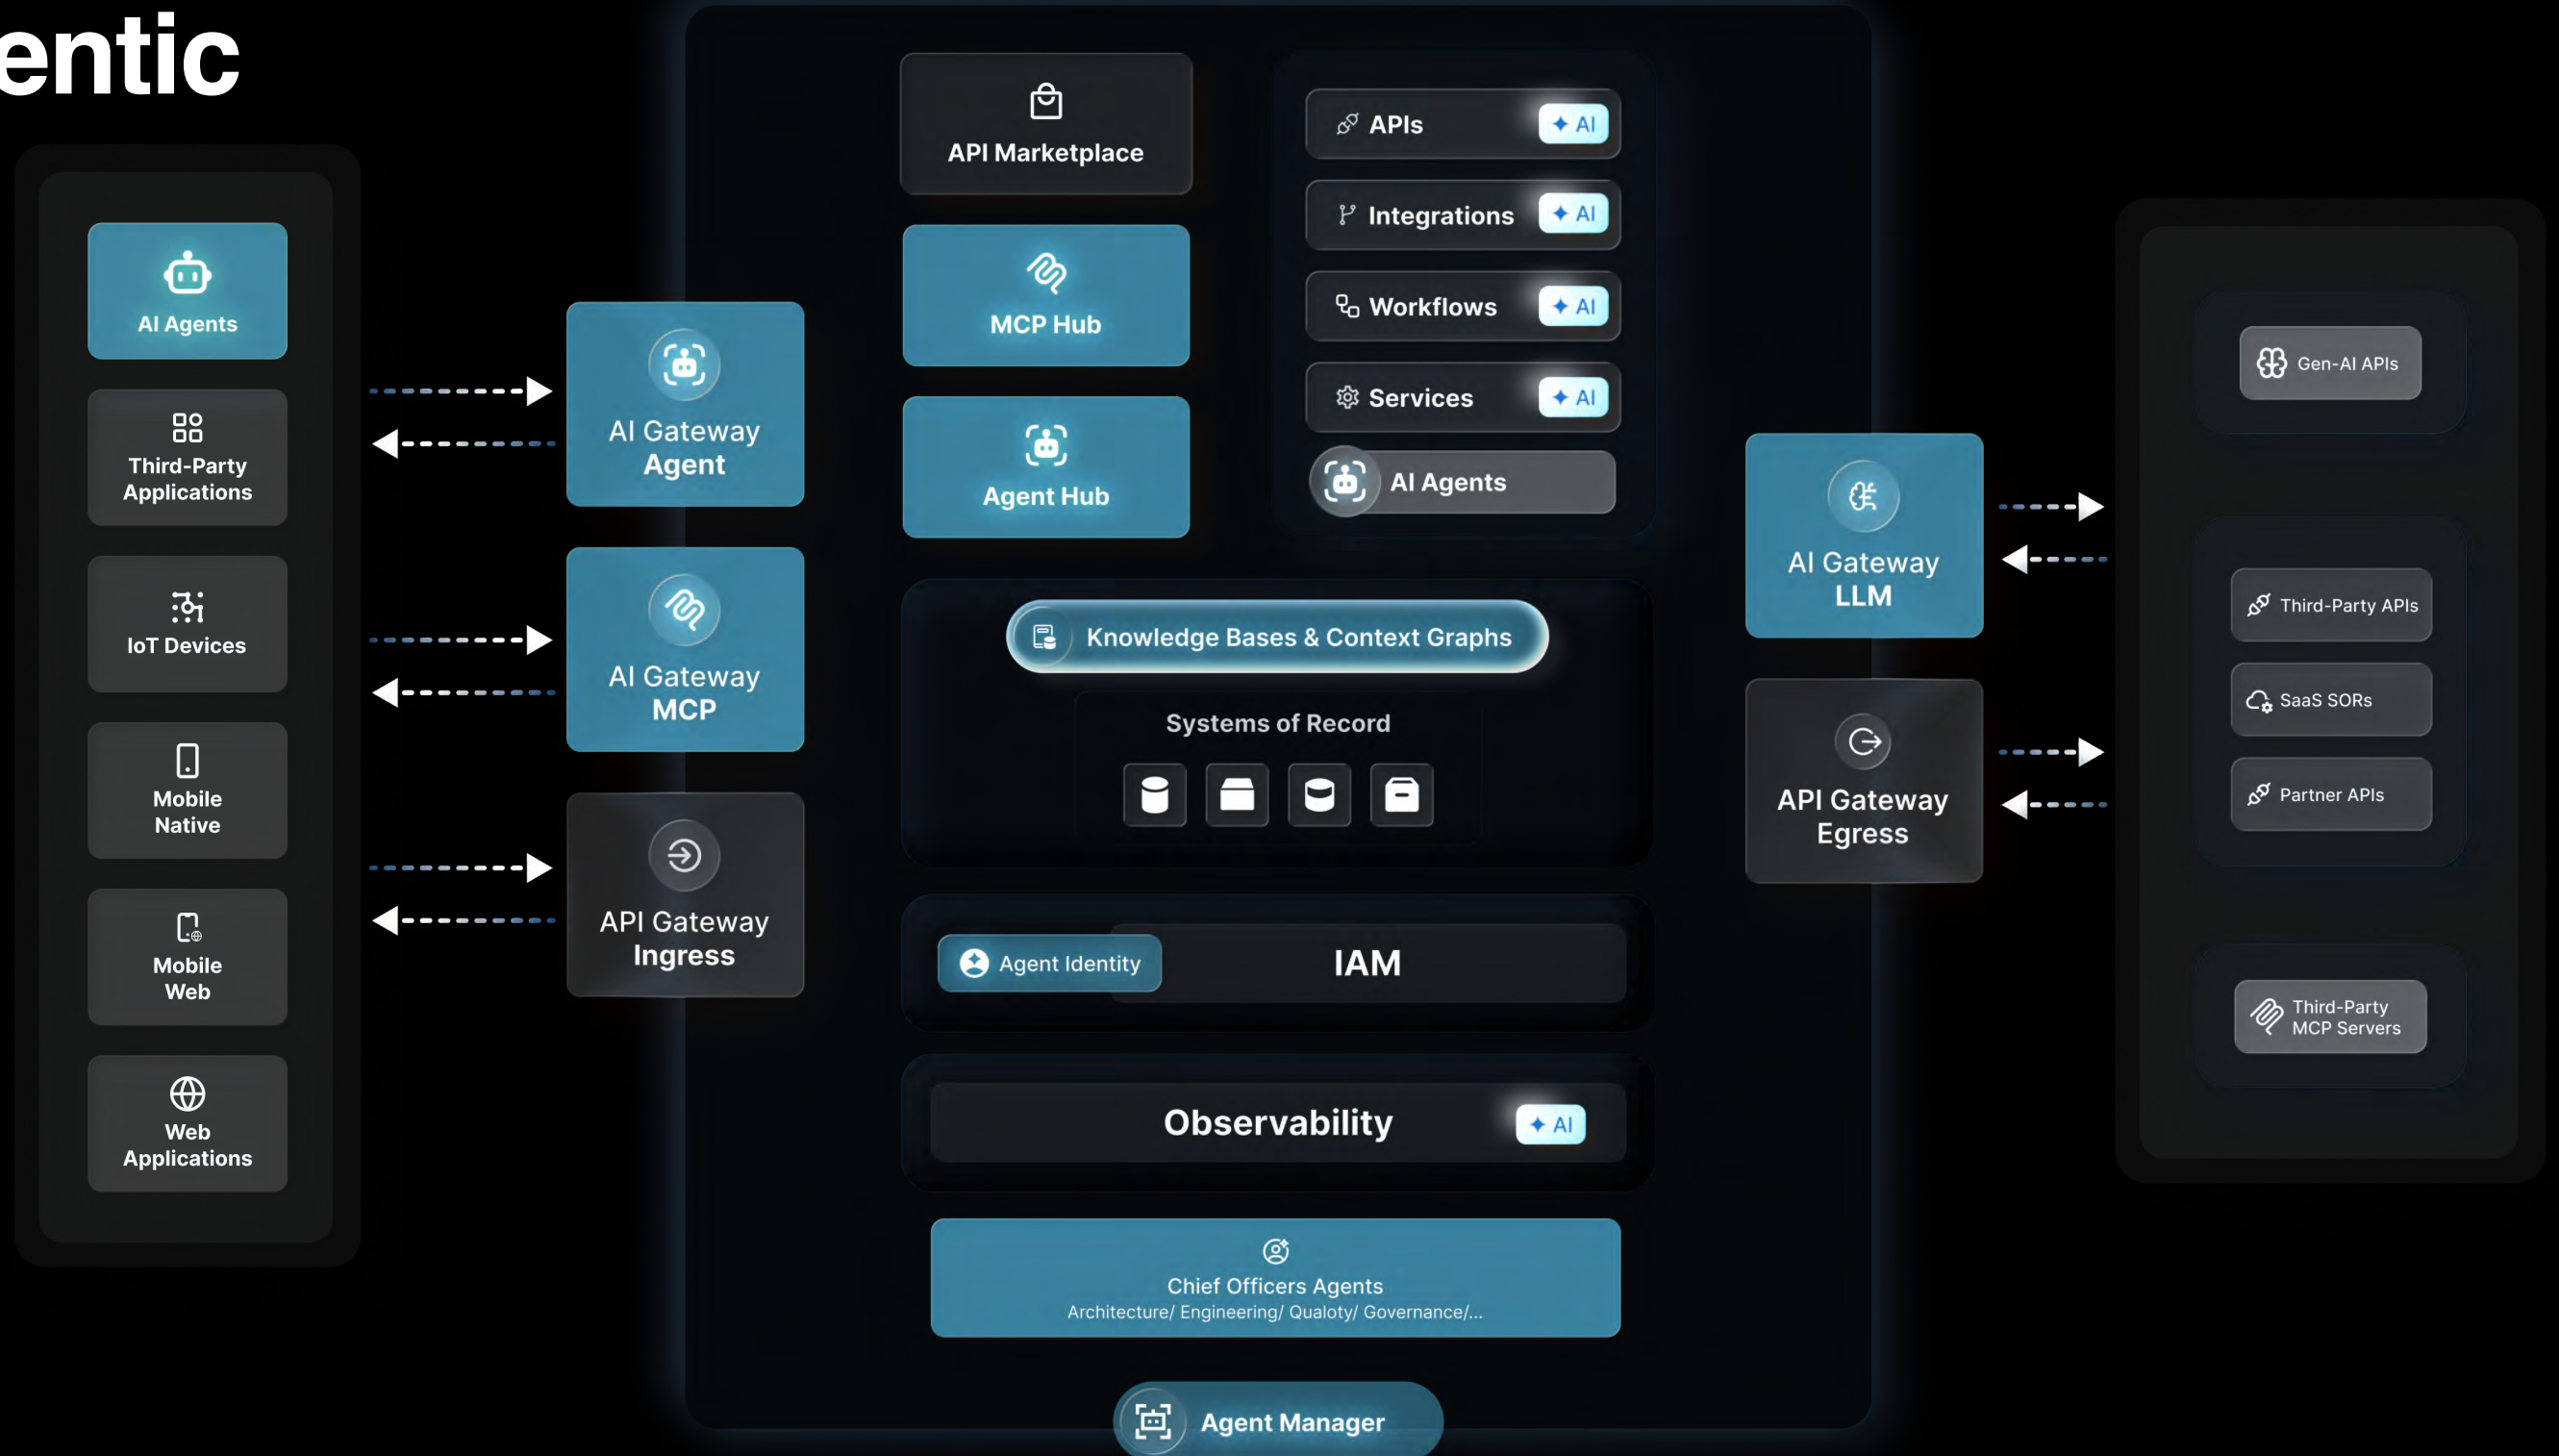 entic
AI Agents
Third-Party
Applications
IoT Devices
Mobile
Native
Mobile
Web
Web
Applications
AI Gateway
Agent
AI Gateway
MCP
API Gateway
Ingress
API Marketplace
MCP Hub
Agent Hub
APIs
AI
Integrations
AI
Workflows
AI
Services
AI
AI Agents
Knowledge Bases & Context Graphs
Systems of Record
Agent Identity
IAM
Observability
AI
Chief Officers Agents
Architecture/ Engineering/ Qualoty/ Governance/...
Agent Manager
AI Gateway
LLM
API Gateway
Egress
Gen-AI APIs
Third-Party APIs
SaaS SORs
Partner APIs
Third-Party
MCP Servers